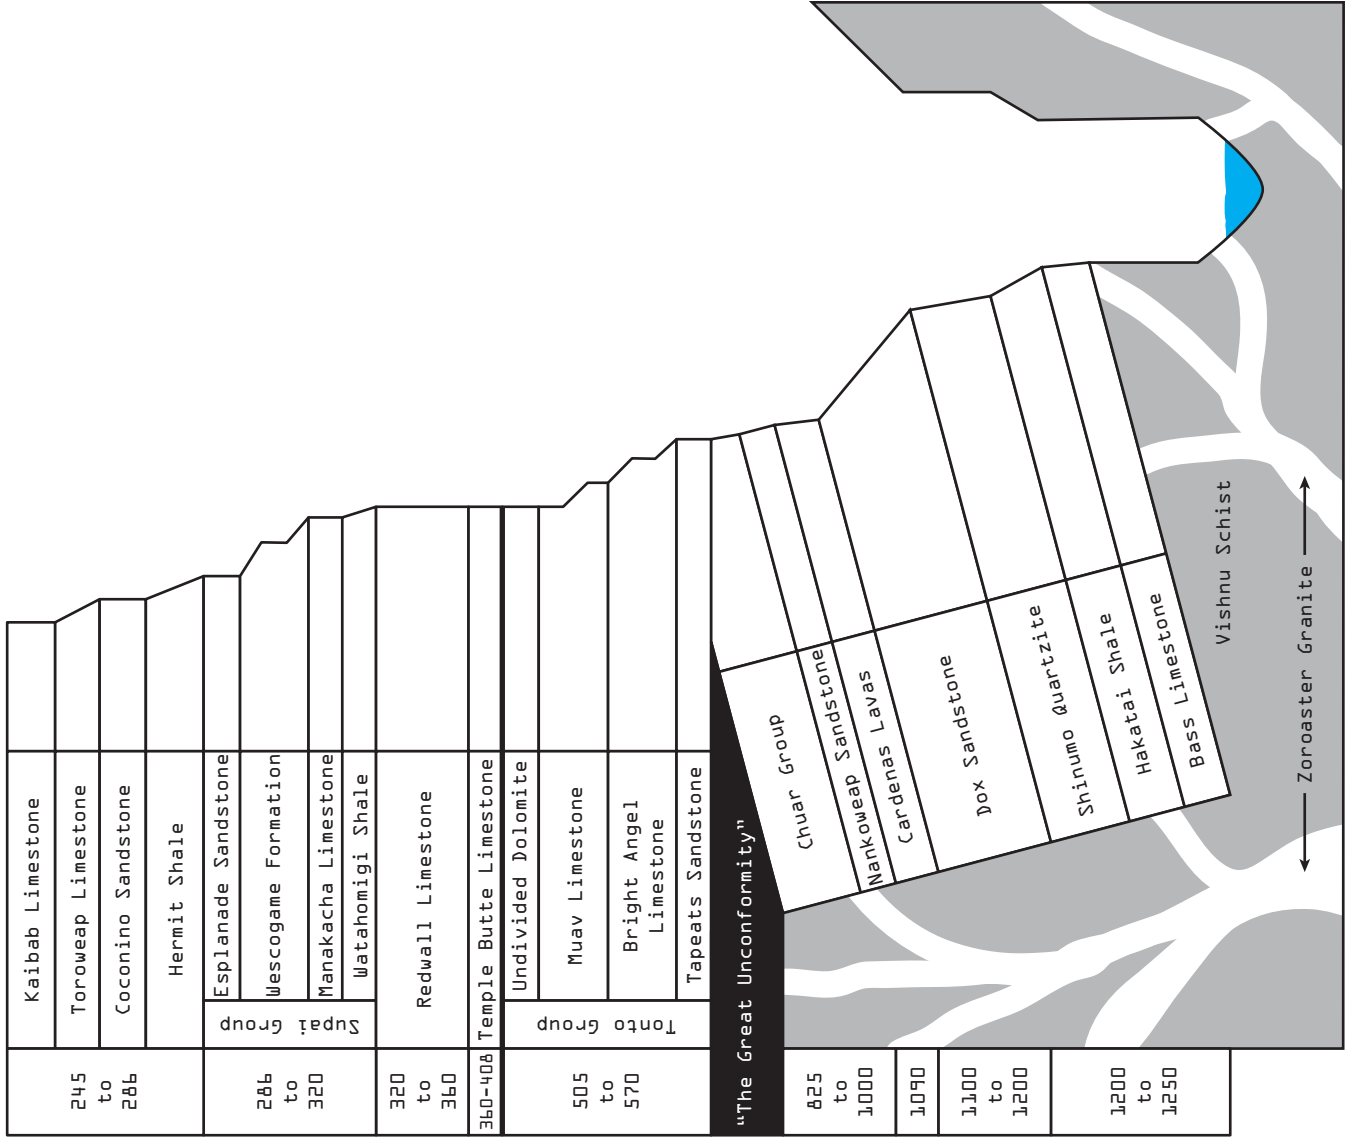 Kaibab Limestone
Toroweap Limestone
Coconino Sandstone
Hermit Shale
Esplanade Sandstone
Wescogame Formation
Manakacha Limestone
Watahomigi Shale
Supai Group
Redwall Limestone
Temple Butte Limestone
Undivided Dolomite
Muav Limestone
Bright Angel
Limestone
Tapeats Sandstone
Tonto Group
"The Great Unconformity"
Chuar Group
Nankoweap Sandstone
Cardenas Lavas
Dox Sandstone
Shinumo Quartzite
Hakatai Shale
Bass Limestone
Vishnu Schist
Zoroaster Granite
245
to
286
286
to
320
320
to
360
360-408
505
to
570
825
to
1000
1090
1100
to
1200
1200
to
1250